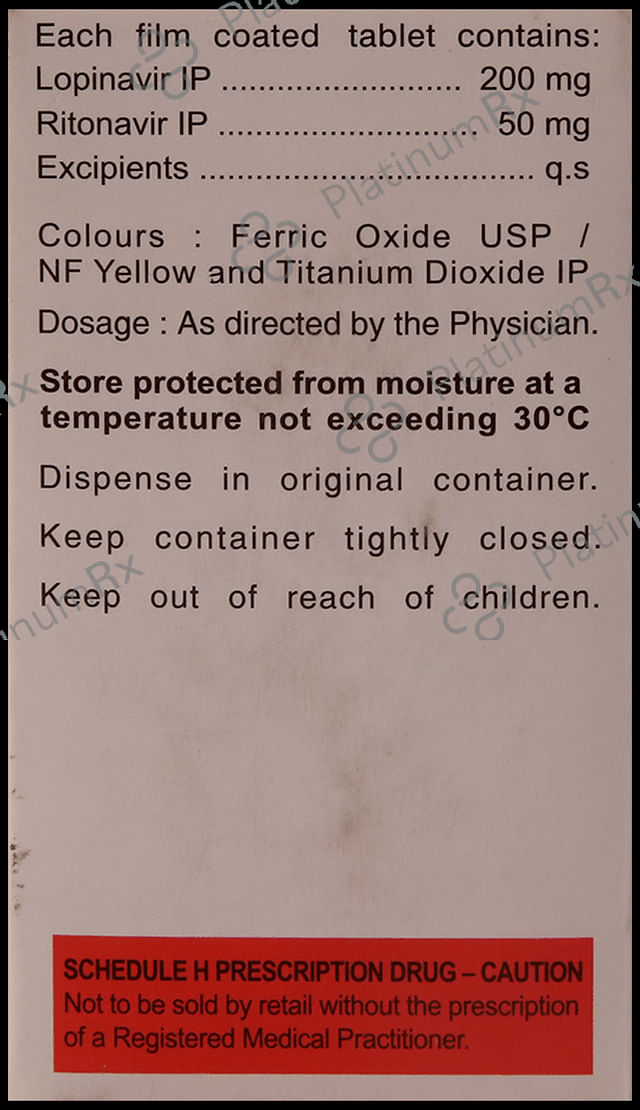 Each film coated tablet contains:
Lopinavir IP .......................... 200 mg
Ritonavir IP ............................ 50 mg
Excipients .................................... q.s
Colours : Ferric Oxide USP /
NF Yellow and Titanium Dioxide IP
Dosage : As directed by the Physician.
Store protected from moisture at a
temperature not exceeding 30°C
Dispense in original container.
Keep container tightly closed.
Keep out of reach of children.
SCHEDULE H PRESCRIPTION DRUG – CAUTION
Not to be sold by retail without the prescription
of a Registered Medical Practitioner.
PlatinumRx
PlatinumRx